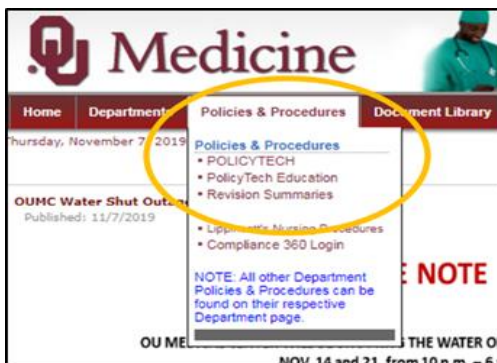 OU Medicine
Home Departments Policies & Procedures Document Library
Thursday, November 7, 2019
Policies & Procedures
• POLICYTECH
• PolicyTech Education
• Revision Summaries
OUMC Water Shut Outage
Published: 11/7/2019
• Lippincott's Nursing Procedures
• Compliance 360 Login
NOTE: All other Department
Policies & Procedures can be
found on their respective
Department page.
E NOTE
OU ME
THE WATER O
NOV. 14 and 21, from 10 p.m. – 6